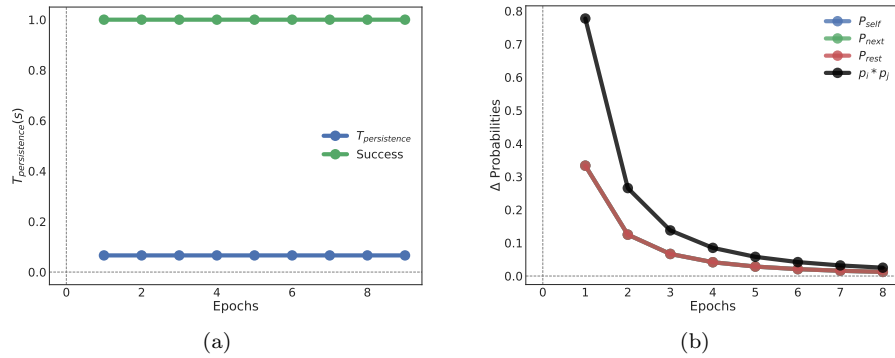 1.0
0.8
0.6
0.4
0.2
0.0
T_persistence(s)
T_persistence
Success
0
2
4
6
8
Epochs
(a)
0.8
0.7
0.6
0.5
0.4
0.3
0.2
0.1
0.0
Δ Probabilities
P_self
P_next
P_rest
p_i * p_j
0
1
2
3
4
5
6
7
8
Epochs
(b)